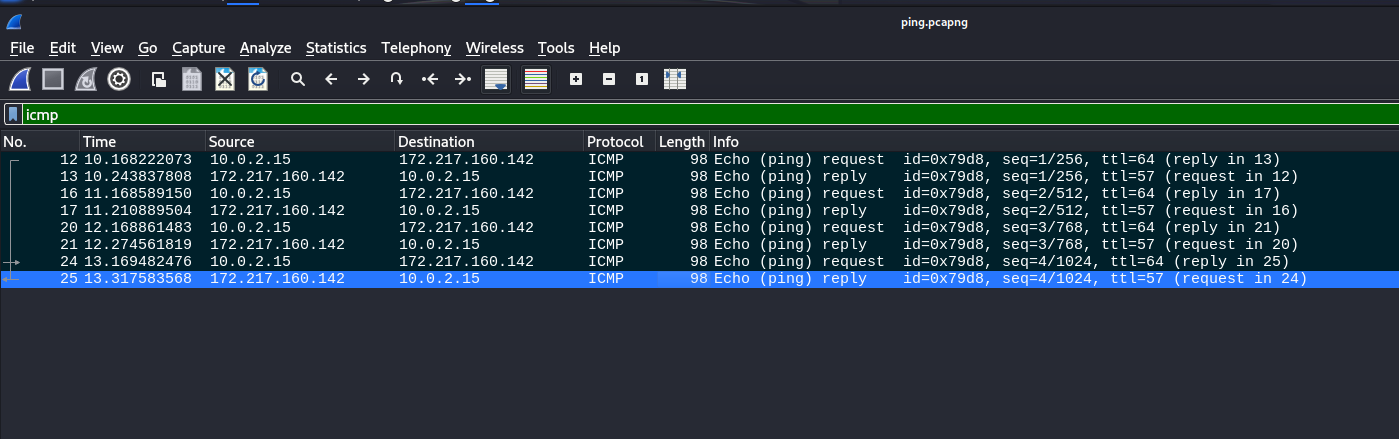 ping.pcapng
File Edit View Go Capture Analyze Statistics Telephony Wireless Tools Help
1
icmp
No. Time Source Destination Protocol Length Info
12 10.168222073 10.0.2.15 172.217.160.142 ICMP 98 Echo (ping) request id=0x79d8, seq=1/256, ttl=64 (reply in 13)
13 10.243837808 172.217.160.142 10.0.2.15 ICMP 98 Echo (ping) reply id=0x79d8, seq=1/256, ttl=57 (request in 12)
16 11.168589150 10.0.2.15 172.217.160.142 ICMP 98 Echo (ping) request id=0x79d8, seq=2/512, ttl=64 (reply in 17)
17 11.210889504 172.217.160.142 10.0.2.15 ICMP 98 Echo (ping) reply id=0x79d8, seq=2/512, ttl=57 (request in 16)
20 12.168861483 10.0.2.15 172.217.160.142 ICMP 98 Echo (ping) request id=0x79d8, seq=3/768, ttl=64 (reply in 21)
21 12.274561819 172.217.160.142 10.0.2.15 ICMP 98 Echo (ping) reply id=0x79d8, seq=3/768, ttl=57 (request in 20)
24 13.169482476 10.0.2.15 172.217.160.142 ICMP 98 Echo (ping) request id=0x79d8, seq=4/1024, ttl=64 (reply in 25)
25 13.317583568 172.217.160.142 10.0.2.15 ICMP 98 Echo (ping) reply id=0x79d8, seq=4/1024, ttl=57 (request in 24)